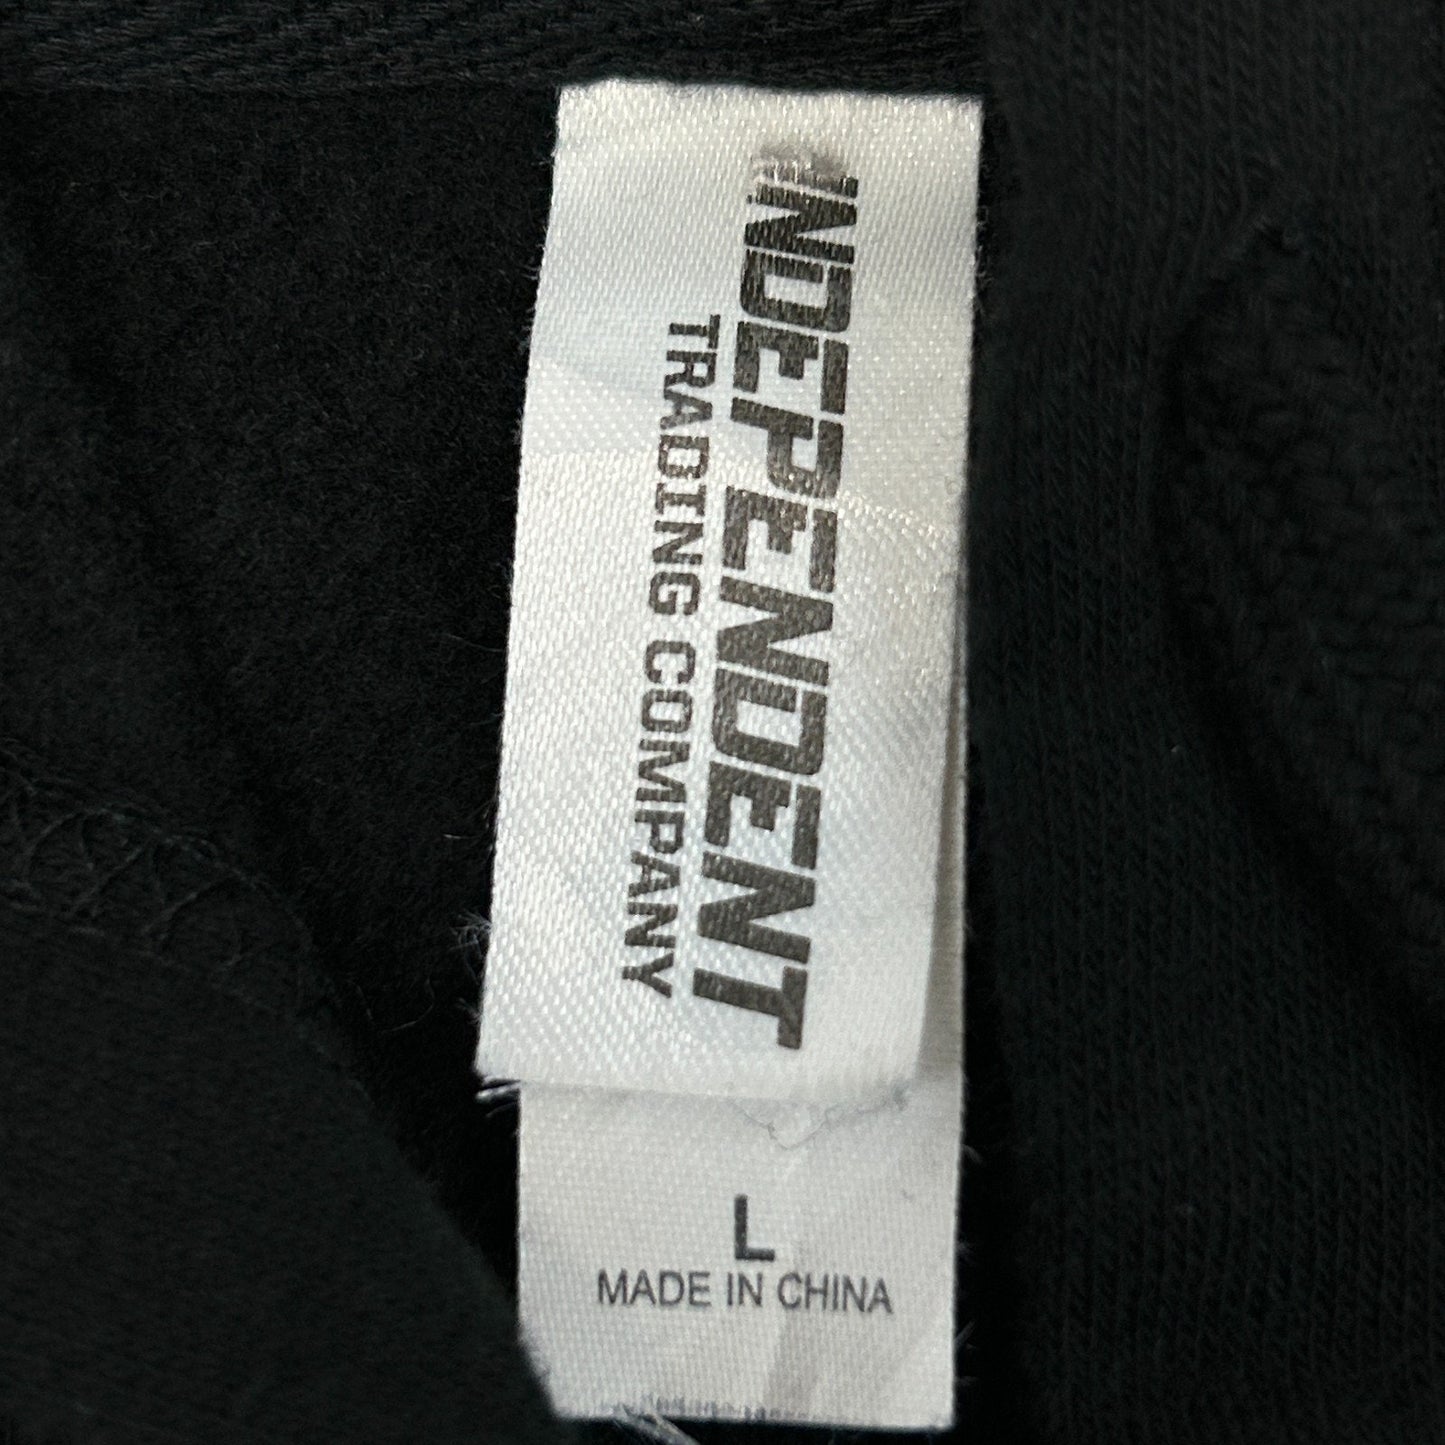 INDEPENDENT
TRADING COMPANY
L
MADE IN CHINA